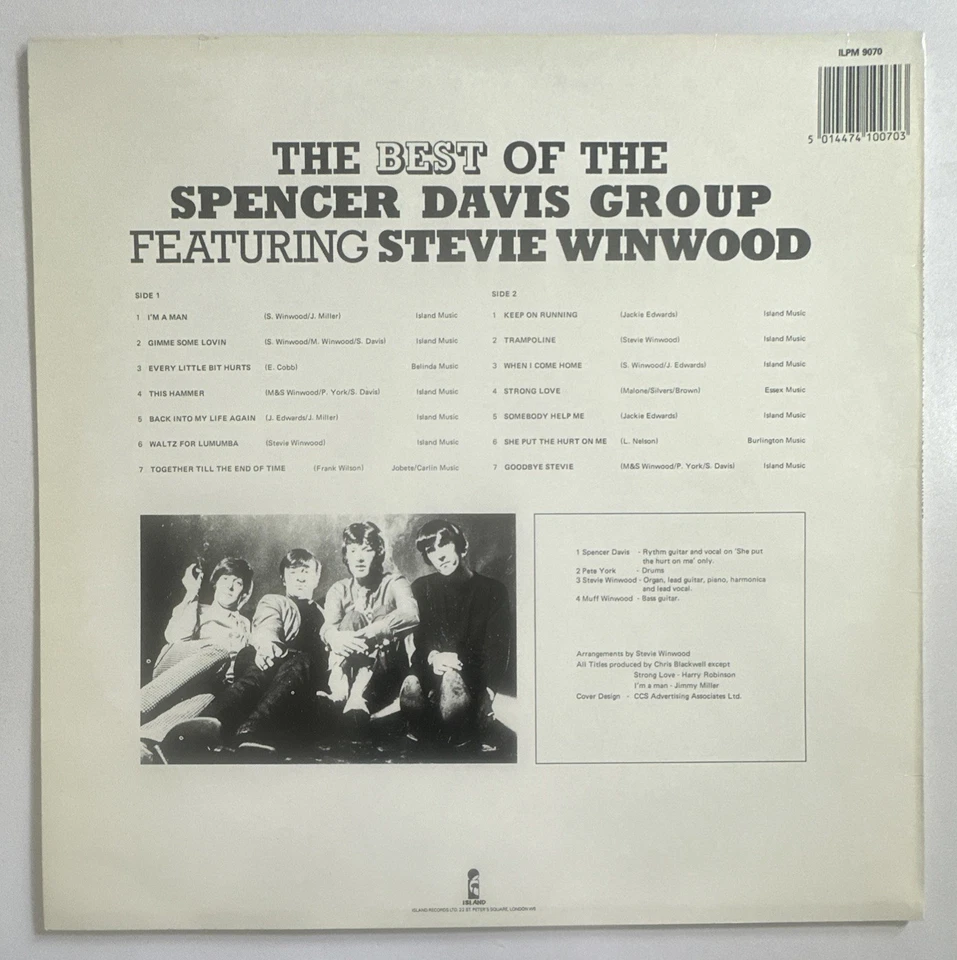 ILPM 9070
5 014474 100703
THE BEST OF THE
SPENCER DAVIS GROUP
FEATURING STEVIE WINWOOD
SIDE 1
1 I'M A MAN (S. Winwood/J. Miller) Island Music
2 GIMME SOME LOVIN (S. Winwood/M. Winwood/S. Davis) Island Music
3 EVERY LITTLE BIT HURTS (E. Cobb) Belinda Music
4 THIS HAMMER (M&S Winwood/P. York/S. Davis) Island Music
5 BACK INTO MY LIFE AGAIN (J. Edwards/J. Miller) Island Music
6 WALTZ FOR LUMUMBA (Stevie Winwood) Island Music
7 TOGETHER TILL THE END OF TIME (Frank Wilson) Jobete/Carlin Music
SIDE 2
1 KEEP ON RUNNING (Jackie Edwards) Island Music
2 TRAMPOLINE (Stevie Winwood) Island Music
3 WHEN I COME HOME (S. Winwood/J. Edwards) Island Music
4 STRONG LOVE (Malone/Silvers/Brown) Essex Music
5 SOMEBODY HELP ME (Jackie Edwards) Island Music
6 SHE PUT THE HURT ON ME (L. Nelson) Burlington Music
7 GOODBYE STEVIE (M&S Winwood/P. York/S. Davis) Island Music
1 Spencer Davis - Rythm guitar and vocal on 'She put
the hurt on me' only.
2 Pete York - Drums
3 Stevie Winwood - Organ, lead guitar, piano, harmonica
and lead vocal.
4 Muff Winwood - Bass guitar.
Arrangements by Stevie Winwood
All Titles produced by Chris Blackwell except
Strong Love - Harry Robinson
I'm a man - Jimmy Miller
Cover Design - CCS Advertising Associates Ltd.
ISLAND
ISLAND RECORDS LTD. 22 ST. PETER'S SQUARE, LONDON W6